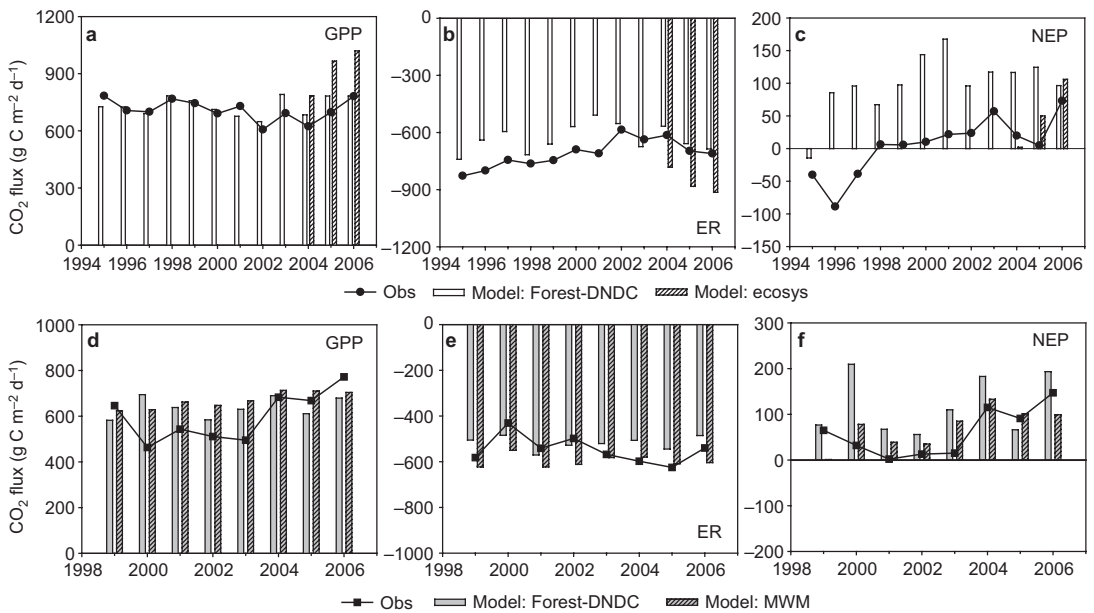 a
GPP
CO2 flux (g C m–2 d–1)
1200
900
600
300
0
1994 1996 1998 2000 2002 2004 2006
b
ER
0
–300
–600
–900
–1200
1994 1996 1998 2000 2002 2004 2006
c
NEP
200
150
100
50
0
–50
–100
–150
1994 1996 1998 2000 2002 2004 2006
Obs Model: Forest-DNDC Model: ecosys
d
GPP
CO2 flux (g C m–2 d–1)
1000
800
600
400
200
0
1998 2000 2002 2004 2006
e
ER
0
–200
–400
–600
–800
–1000
1998 2000 2002 2004 2006
f
NEP
300
200
100
0
–100
–200
1998 2000 2002 2004 2006
Obs Model: Forest-DNDC Model: MWM